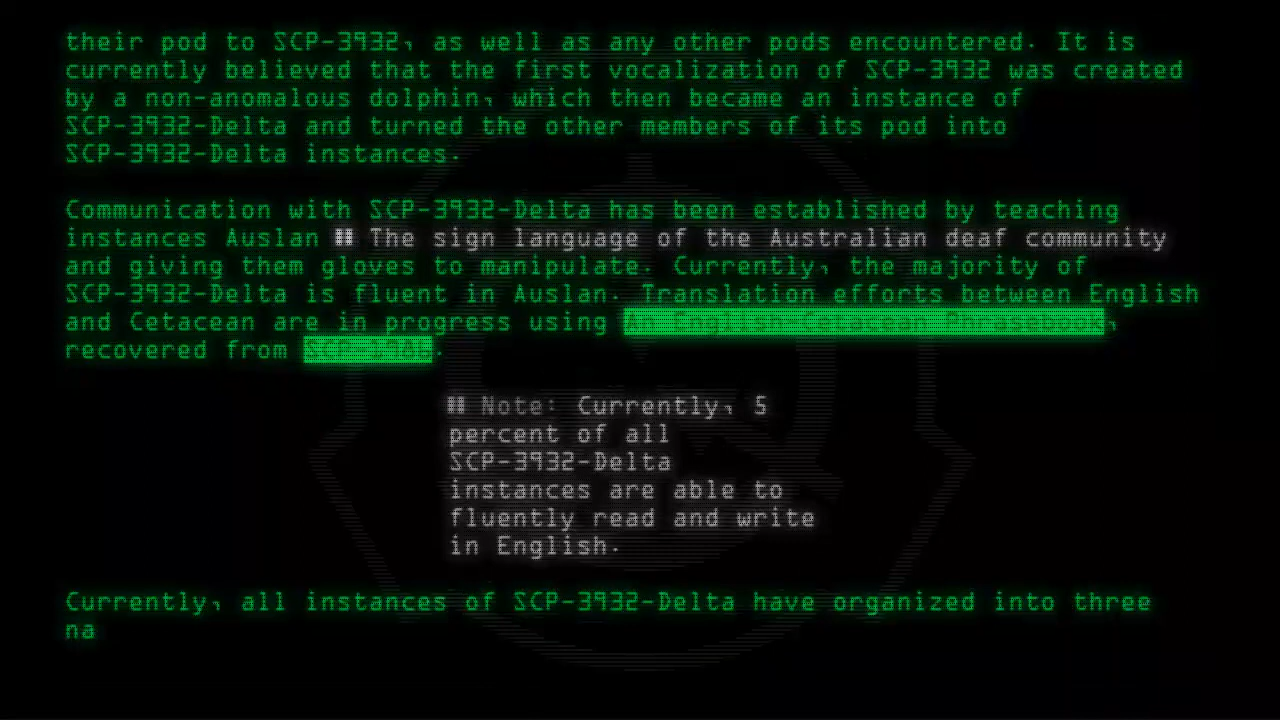 their pod to SCP-3932, as well as any other pods encountered. It is
currently believed that the first vocalization of SCP-3932 was created
by a non-anomalous dolphin, which then became an instance of
SCP-3932-Delta and turned the other members of its pod into
SCP-3932-Delta instances.
Communication with SCP-3932-Delta has been established by teaching
instances Auslan The sign language of the Australian deaf community
and giving them gloves to manipulate. Currently, the majority of
SCP-3932-Delta is fluent in Auslan. Translation efforts between English
and Cetacean are in progress using An English-Cetacean Phrasebook,
recovered from
Note: Currently, 5
percent of all
SCP-3932-Delta
instances are able to
fluently read and write
in English.
Currently, all instances of SCP-3932-Delta have organized into three
na